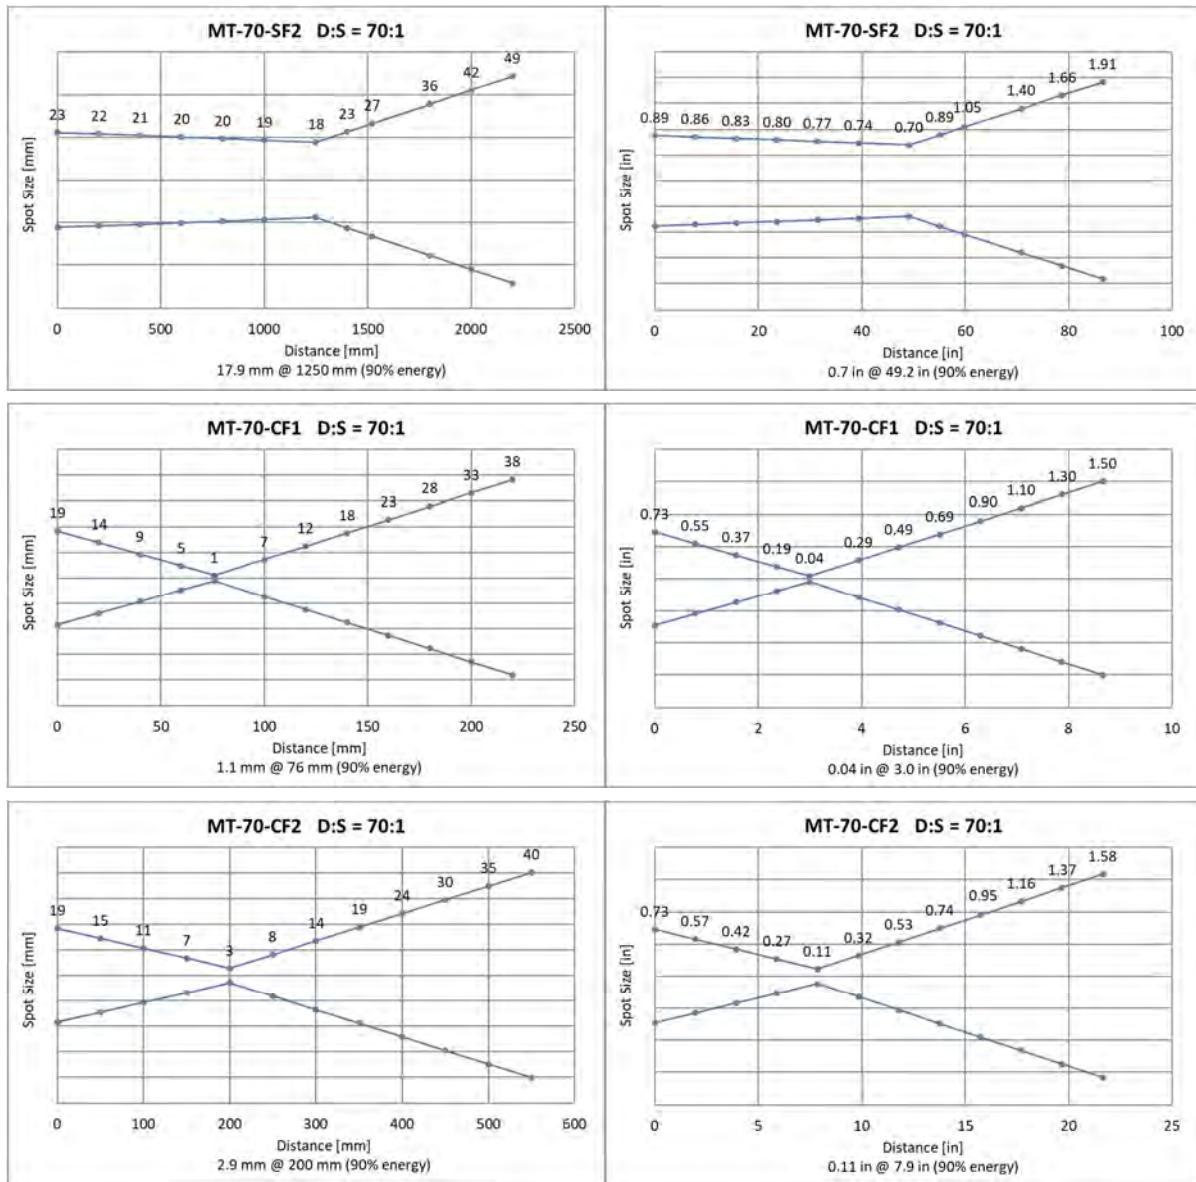 MT-70-SF2 D:S = 70:1
Spot Size [mm]
23 22 21 20 20 19 18 23 27 36 42 49
0 500 1000 1500 2000 2500
Distance [mm]
17.9 mm @ 1250 mm (90% energy)
MT-70-SF2 D:S = 70:1
Spot Size [in]
0.89 0.86 0.83 0.80 0.77 0.74 0.70 0.89 1.05 1.40 1.66 1.91
0 20 40 60 80 100
Distance [in]
0.7 in @ 49.2 in (90% energy)
MT-70-CF1 D:S = 70:1
Spot Size [mm]
19 14 9 5 1 7 12 18 23 28 33 38
0 50 100 150 200 250
Distance [mm]
1.1 mm @ 76 mm (90% energy)
MT-70-CF1 D:S = 70:1
Spot Size [in]
0.73 0.55 0.37 0.19 0.04 0.29 0.49 0.69 0.90 1.10 1.30 1.50
0 2 4 6 8 10
Distance [in]
0.04 in @ 3.0 in (90% energy)
MT-70-CF2 D:S = 70:1
Spot Size [mm]
19 15 11 7 3 8 14 19 24 30 35 40
0 100 200 300 400 500 600
Distance [mm]
2.9 mm @ 200 mm (90% energy)
MT-70-CF2 D:S = 70:1
Spot Size [in]
0.73 0.57 0.42 0.27 0.11 0.32 0.53 0.74 0.95 1.16 1.37 1.58
0 5 10 15 20 25
Distance [in]
0.11 in @ 7.9 in (90% energy)